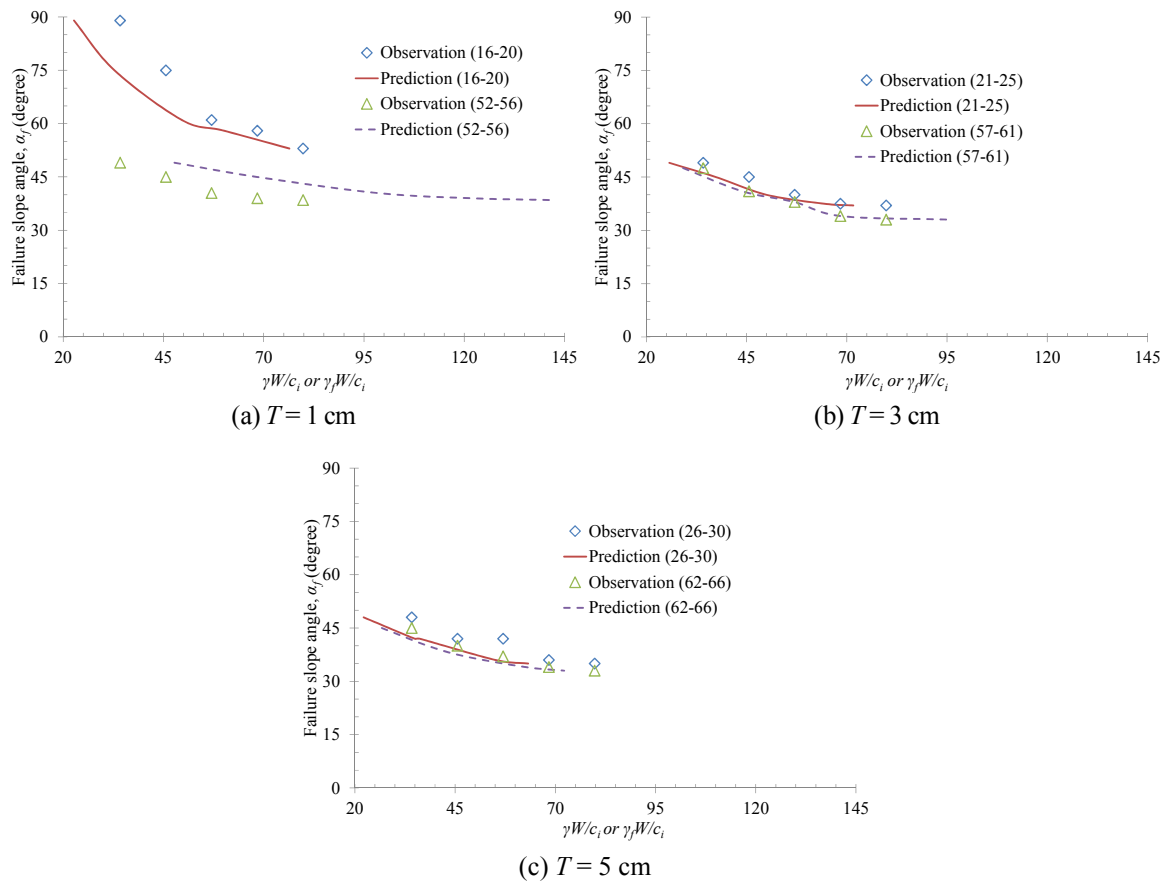 90
75
60
45
30
15
0
Failure slope angle, αf (degree)
Observation (16-20)
Prediction (16-20)
Observation (52-56)
Prediction (52-56)
20 45 70 95 120 145
γW/ci or γfW/ci
(a) T = 1 cm
90
75
60
45
30
15
0
Failure slope angle, αf (degree)
Observation (21-25)
Prediction (21-25)
Observation (57-61)
Prediction (57-61)
20 45 70 95 120 145
γW/ci or γfW/ci
(b) T = 3 cm
90
75
60
45
30
15
0
Failure slope angle, αf (degree)
Observation (26-30)
Prediction (26-30)
Observation (62-66)
Prediction (62-66)
20 45 70 95 120 145
γW/ci or γfW/ci
(c) T = 5 cm